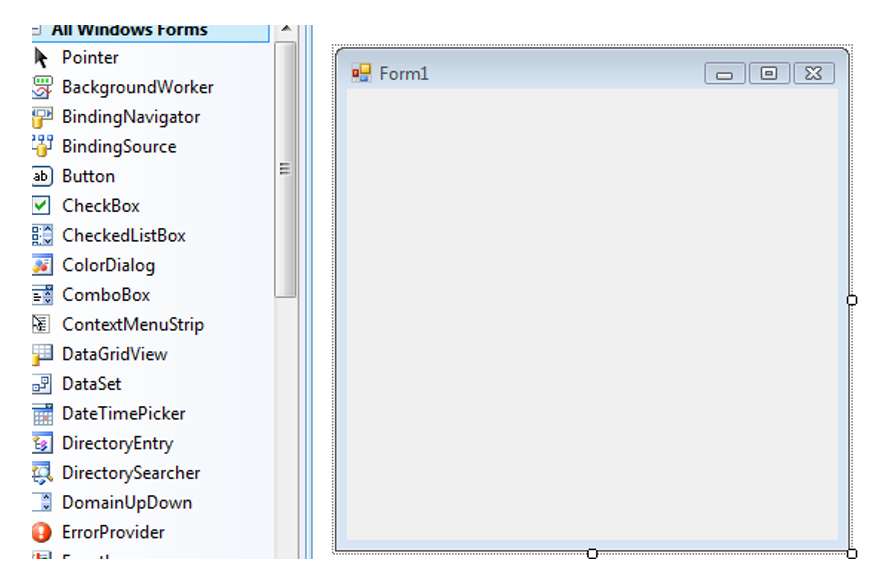 All Windows Forms
Pointer
BackgroundWorker
BindingNavigator
BindingSource
ab Button
CheckBox
CheckedListBox
ColorDialog
ComboBox
ContextMenuStrip
DataGridView
DataSet
DateTimePicker
DirectoryEntry
DirectorySearcher
DomainUpDown
ErrorProvider
Form1